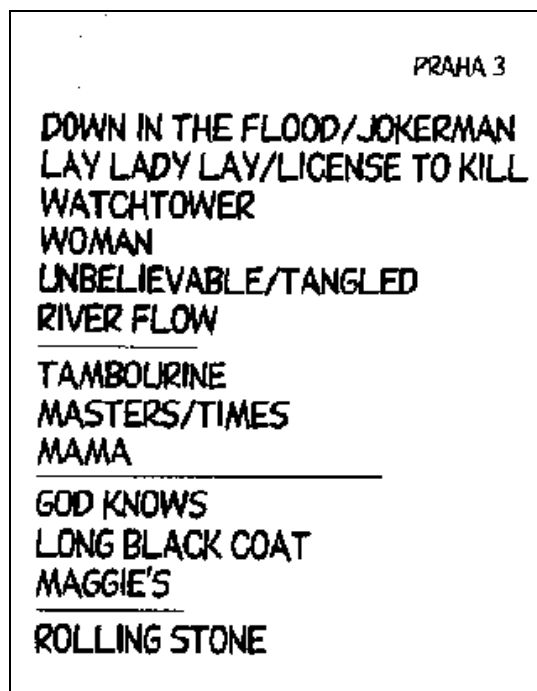 PRAHA 3
DOWN IN THE FLOOD/JOKERMAN
LAY LADY LAY/LICENSE TO KILL
WATCHTOWER
WOMAN
UNBELIEVABLE/TANGLED
RIVER FLOW
TAMBOURINE
MASTERS/TIMES
MAMA
GOD KNOWS
LONG BLACK COAT
MAGGIE'S
ROLLING STONE